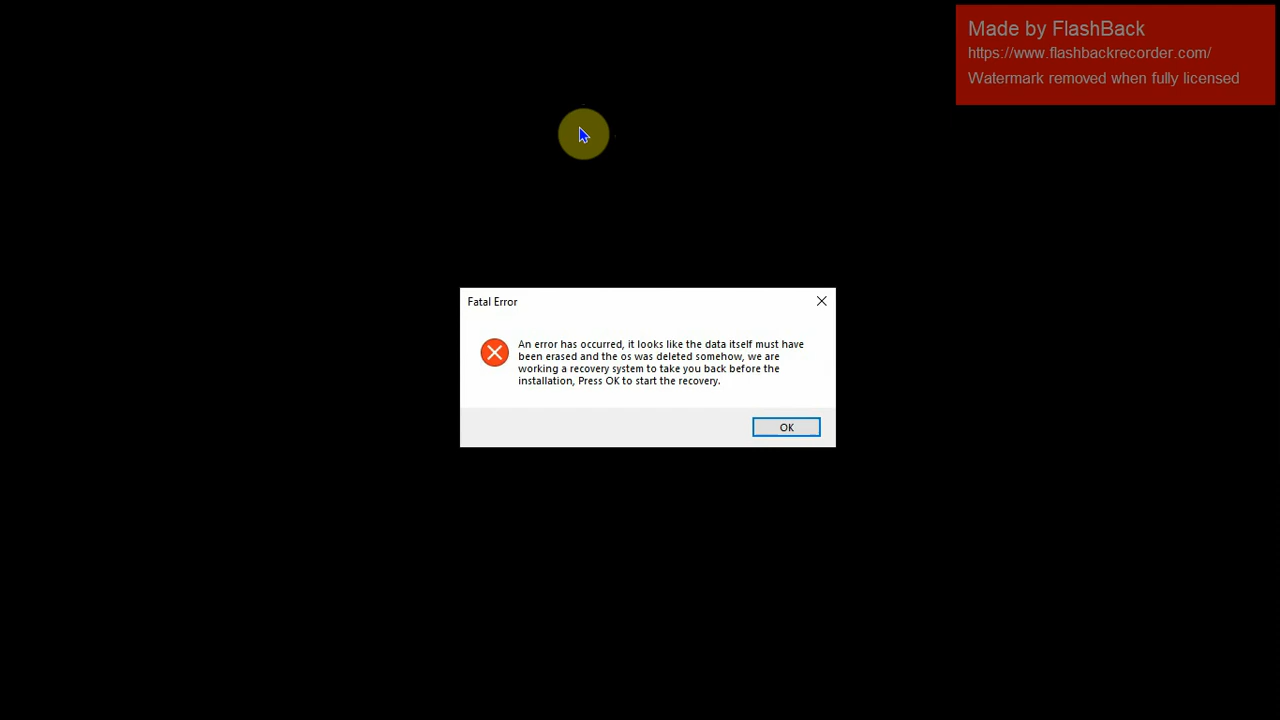 Made by FlashBack
https://www.flashbackrecorder.com/
Watermark removed when fully licensed
Fatal Error
An error has occurred, it looks like the data itself must have
been erased and the os was deleted somehow, we are
working a recovery system to take you back before the
installation, Press OK to start the recovery.
OK